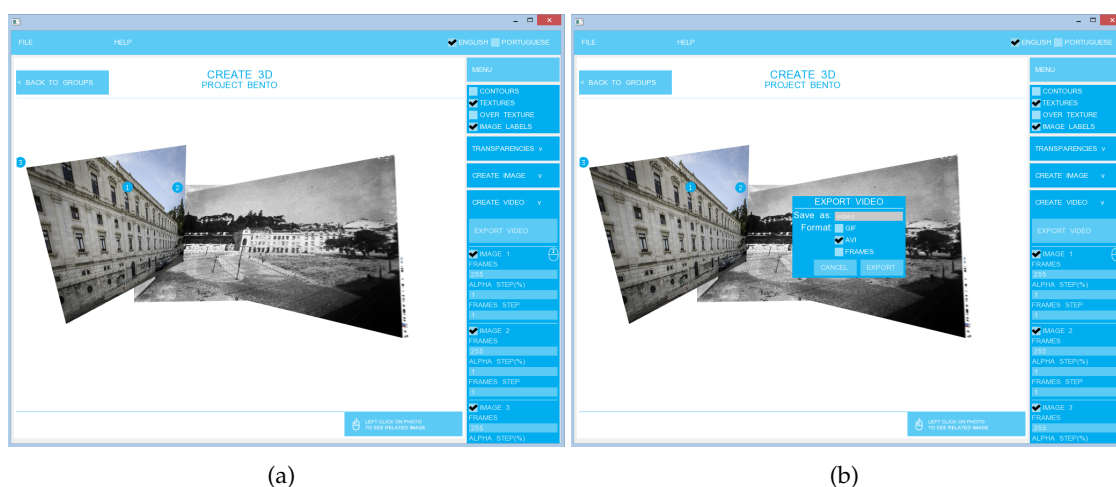 FILE HELP ENGLISH PORTUGUESE
< BACK TO GROUPS
CREATE 3D
PROJECT BENTO
MENU
CONTOURS
TEXTURES
OVER TEXTURE
IMAGE LABELS
TRANSPARENCIES v
CREATE IMAGE v
CREATE VIDEO v
EXPORT VIDEO
IMAGE 1
FRAMES
255
ALPHA STEP(%)
1
FRAMES STEP
1
IMAGE 2
FRAMES
255
ALPHA STEP(%)
1
FRAMES STEP
1
IMAGE 3
FRAMES
255
ALPHA STEP(%)
3
1
2
LEFT CLICK ON PHOTO
TO SEE RELATED IMAGE
(a)
FILE HELP ENGLISH PORTUGUESE
< BACK TO GROUPS
CREATE 3D
PROJECT BENTO
MENU
CONTOURS
TEXTURES
OVER TEXTURE
IMAGE LABELS
TRANSPARENCIES v
CREATE IMAGE v
CREATE VIDEO v
EXPORT VIDEO
IMAGE 1
FRAMES
255
ALPHA STEP(%)
1
FRAMES STEP
1
IMAGE 2
FRAMES
255
ALPHA STEP(%)
1
FRAMES STEP
1
IMAGE 3
FRAMES
255
ALPHA STEP(%)
3
1
2
EXPORT VIDEO
Save as: video
Format: GIF
AVI
FRAMES
CANCEL EXPORT
LEFT CLICK ON PHOTO
TO SEE RELATED IMAGE
(b)